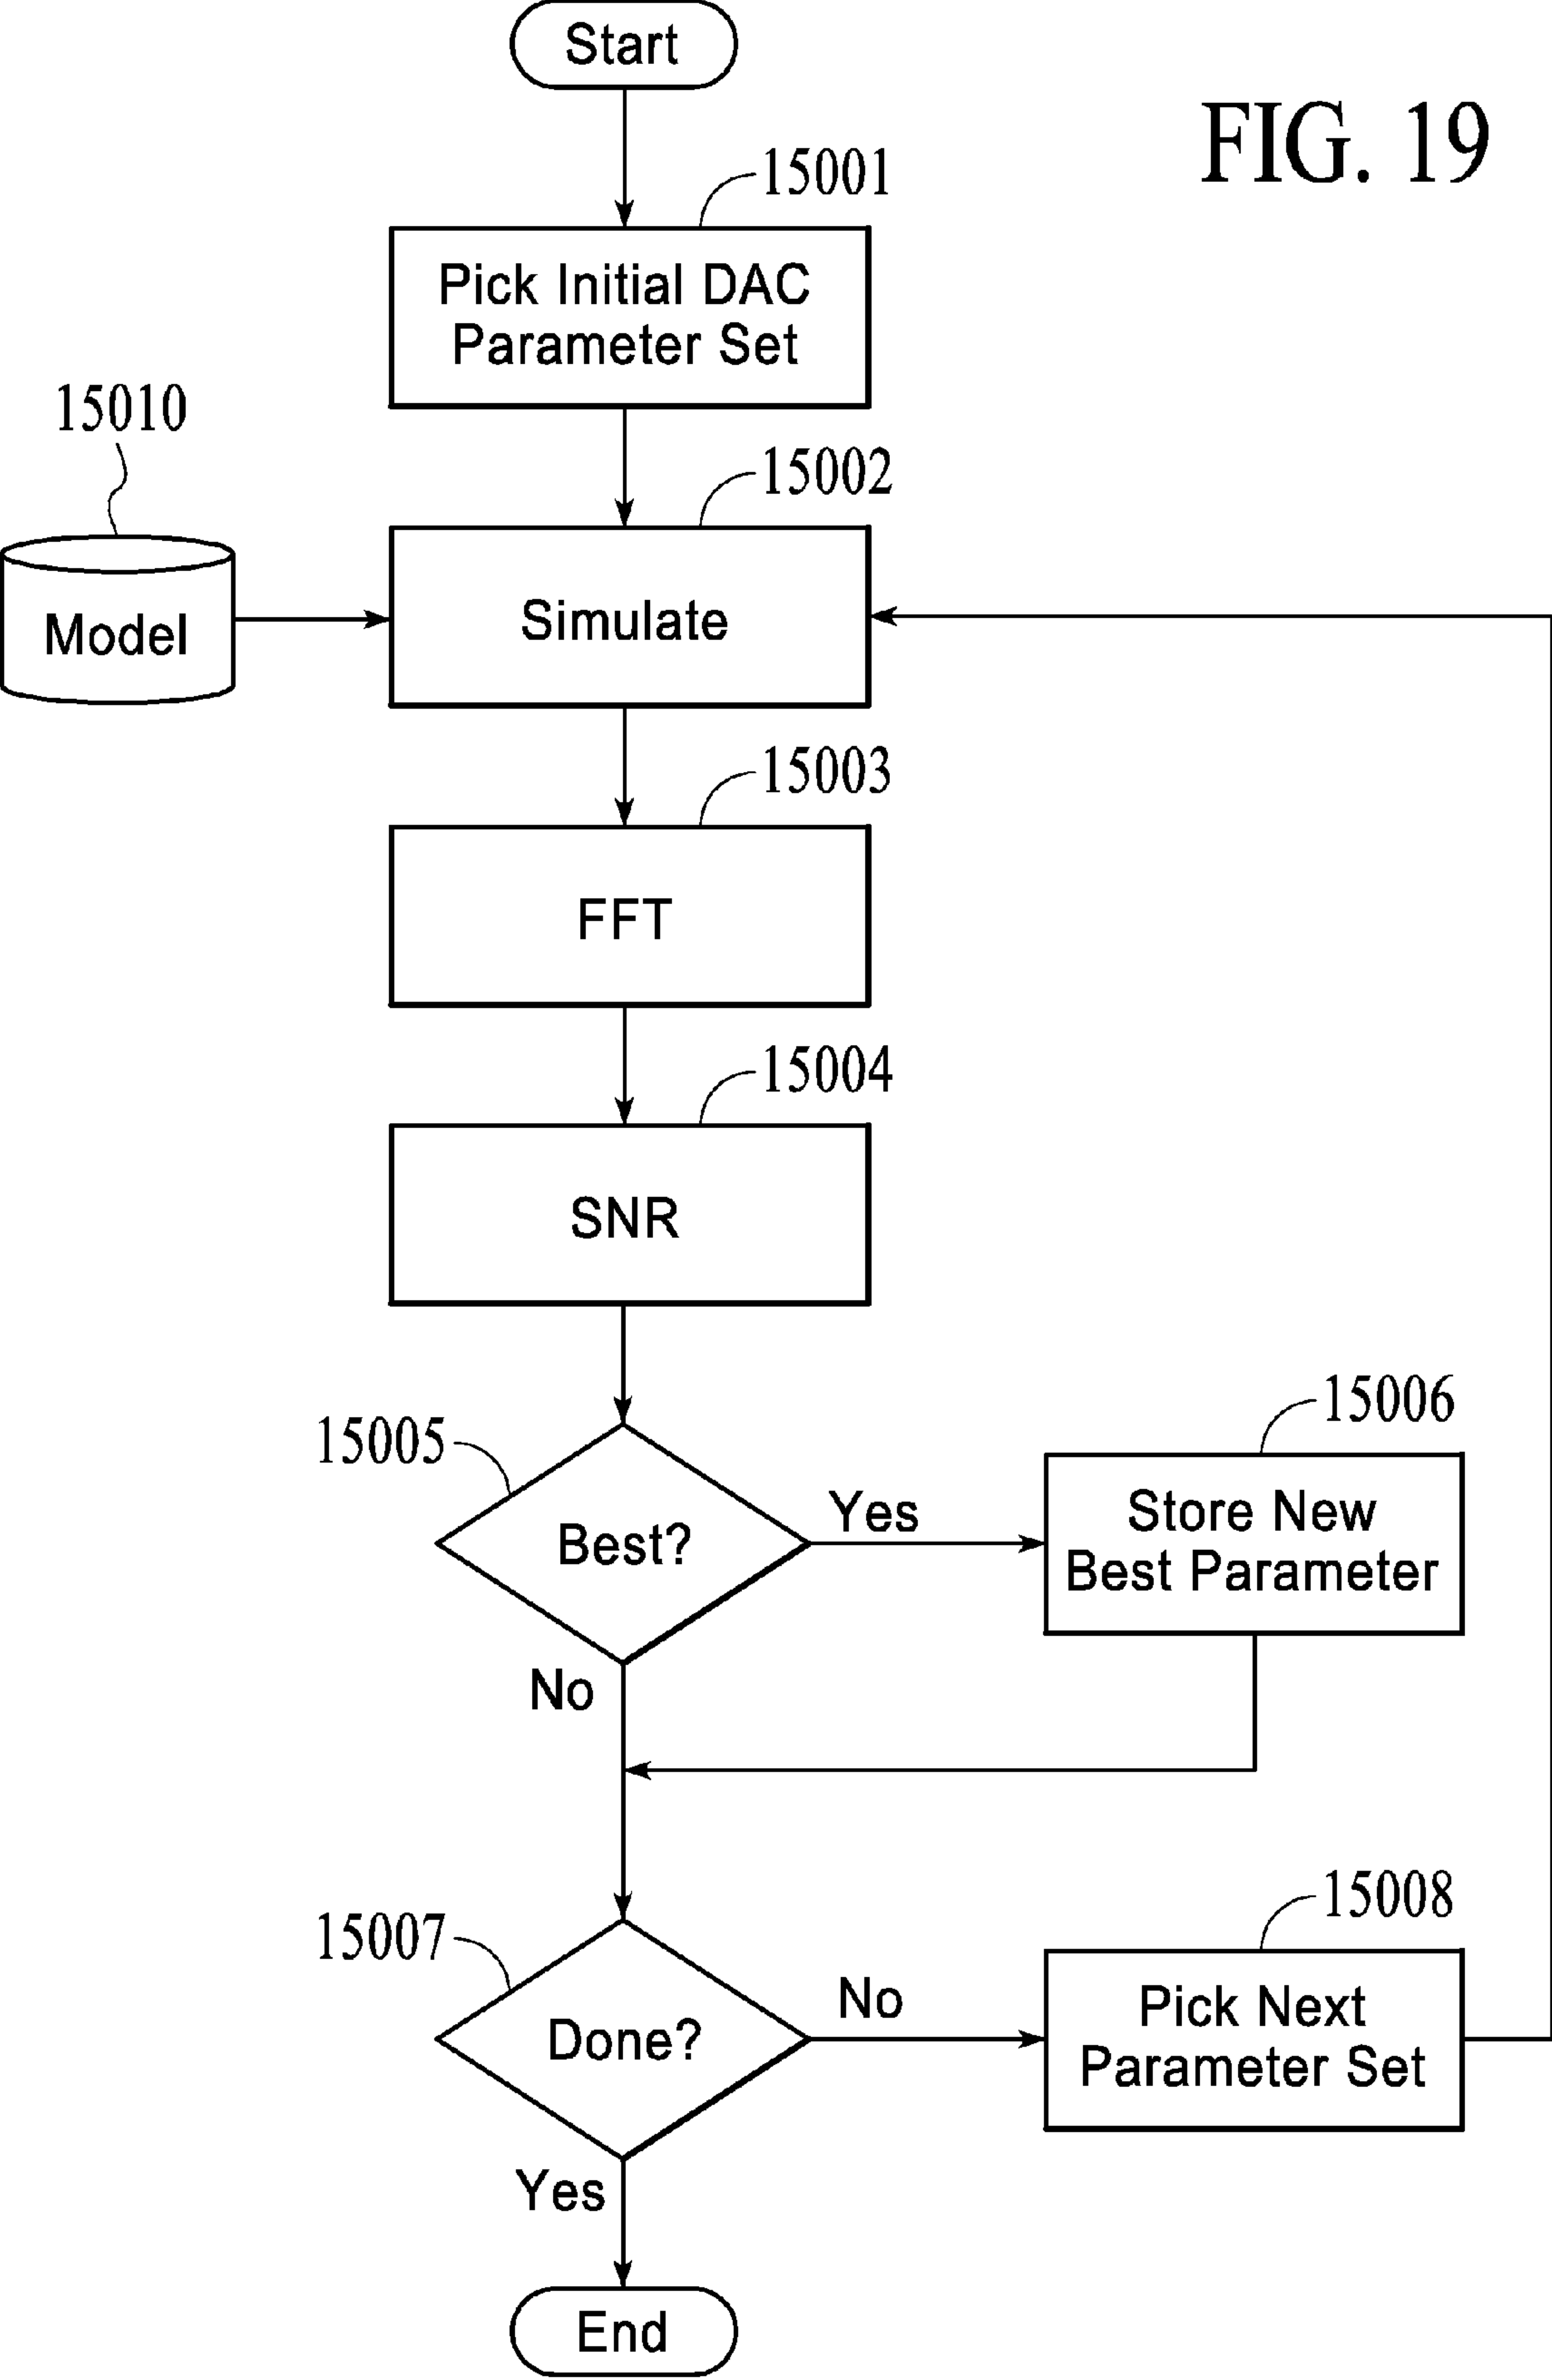 Start
FIG. 19
15001
Pick Initial DAC
Parameter Set
15010
15002
Model
Simulate
15003
FFT
15004
SNR
15005
Best?
Yes
15006
Store New
Best Parameter
No
15007
Done?
No
15008
Pick Next
Parameter Set
Yes
End